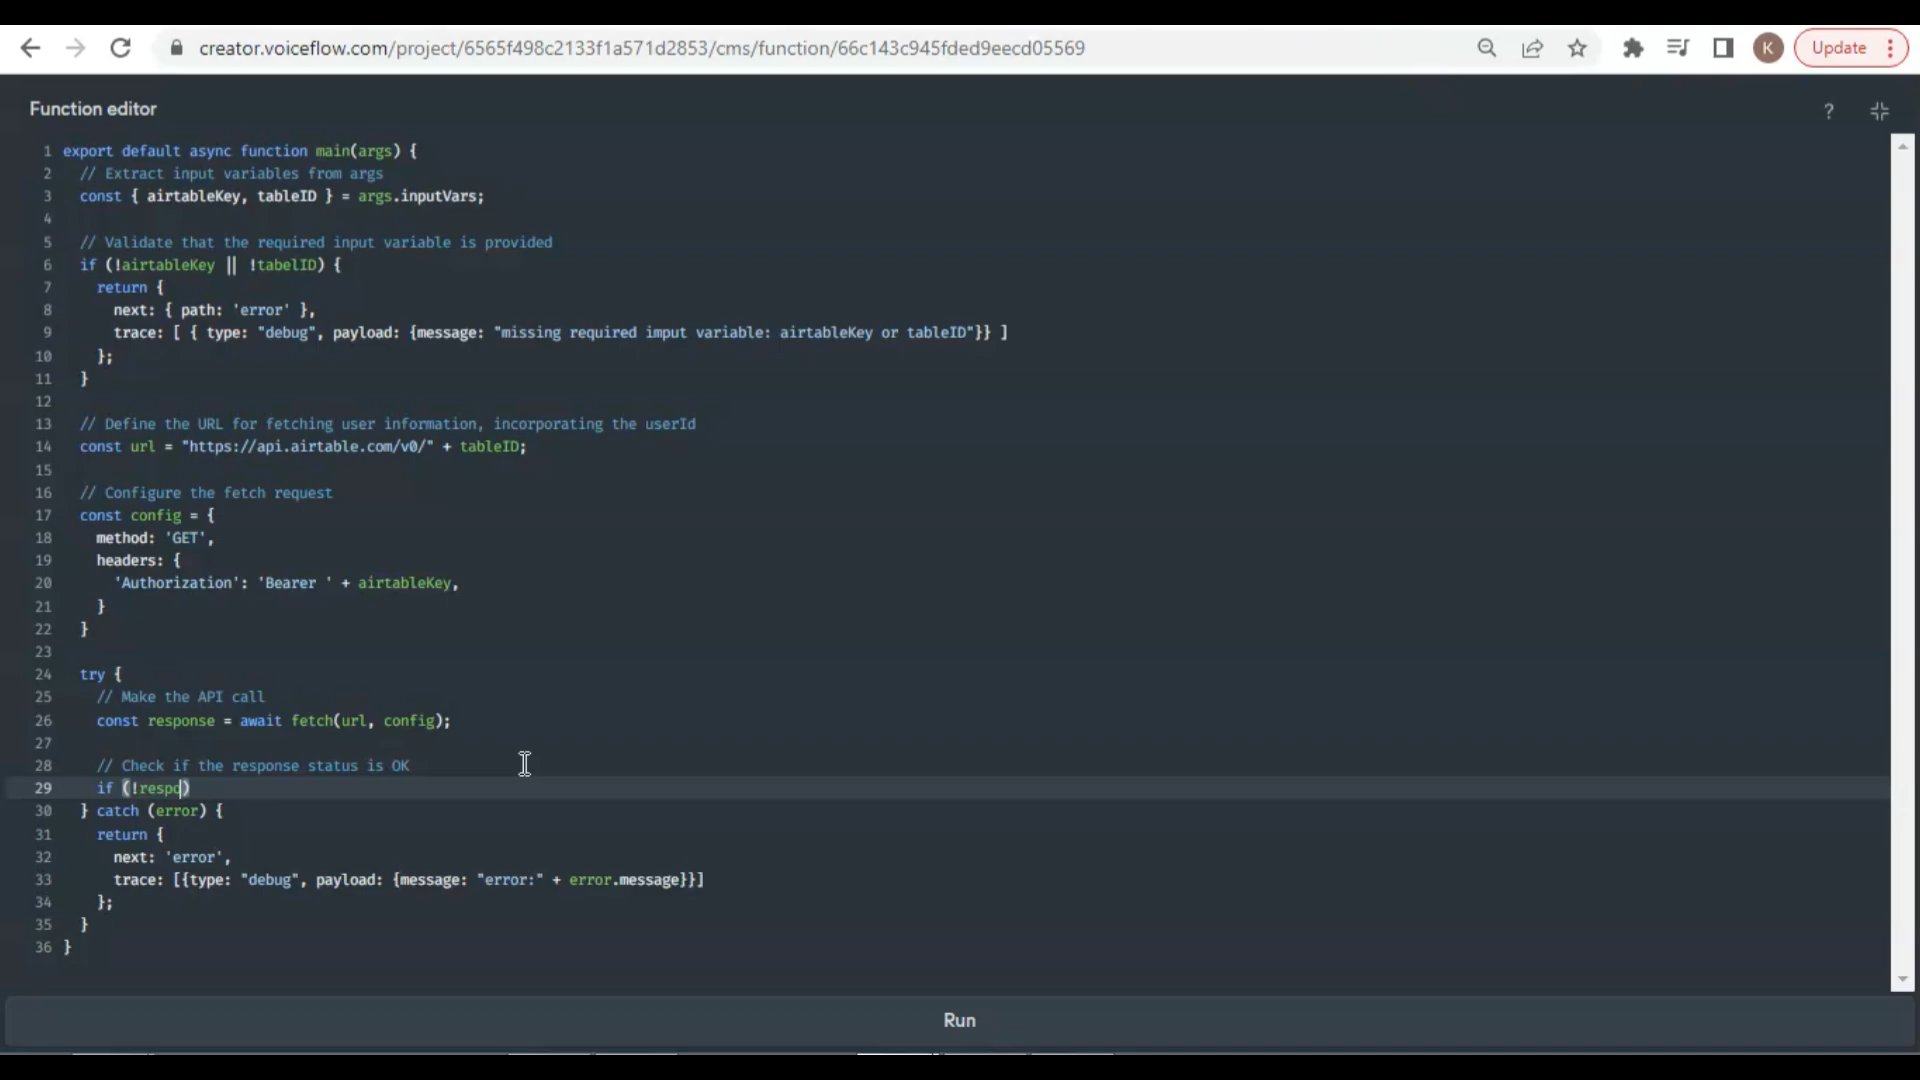 creator.voiceflow.com/project/6565f498c2133f1a571d2853/cms/function/66c143c945fded9eecd05569
K
Update
Function editor
?
1 export default async function main(args) {
2 // Extract input variables from args
3 const { airtableKey, tableID } = args.inputVars;
4
5 // Validate that the required input variable is provided
6 if (!airtableKey || !tabelID) {
7 return {
8 next: { path: 'error' },
9 trace: [ { type: "debug", payload: {message: "missing required imput variable: airtableKey or tableID"}} ]
10 };
11 }
12
13 // Define the URL for fetching user information, incorporating the userId
14 const url = "https://api.airtable.com/v0/" + tableID;
15
16 // Configure the fetch request
17 const config = {
18 method: 'GET',
19 headers: {
20 'Authorization': 'Bearer ' + airtableKey,
21 }
22 }
23
24 try {
25 // Make the API call
26 const response = await fetch(url, config);
27
28 // Check if the response status is OK
29 if (!respo)
30 } catch (error) {
31 return {
32 next: 'error',
33 trace: [{type: "debug", payload: {message: "error:" + error.message}}]
34 };
35 }
36 }
Run